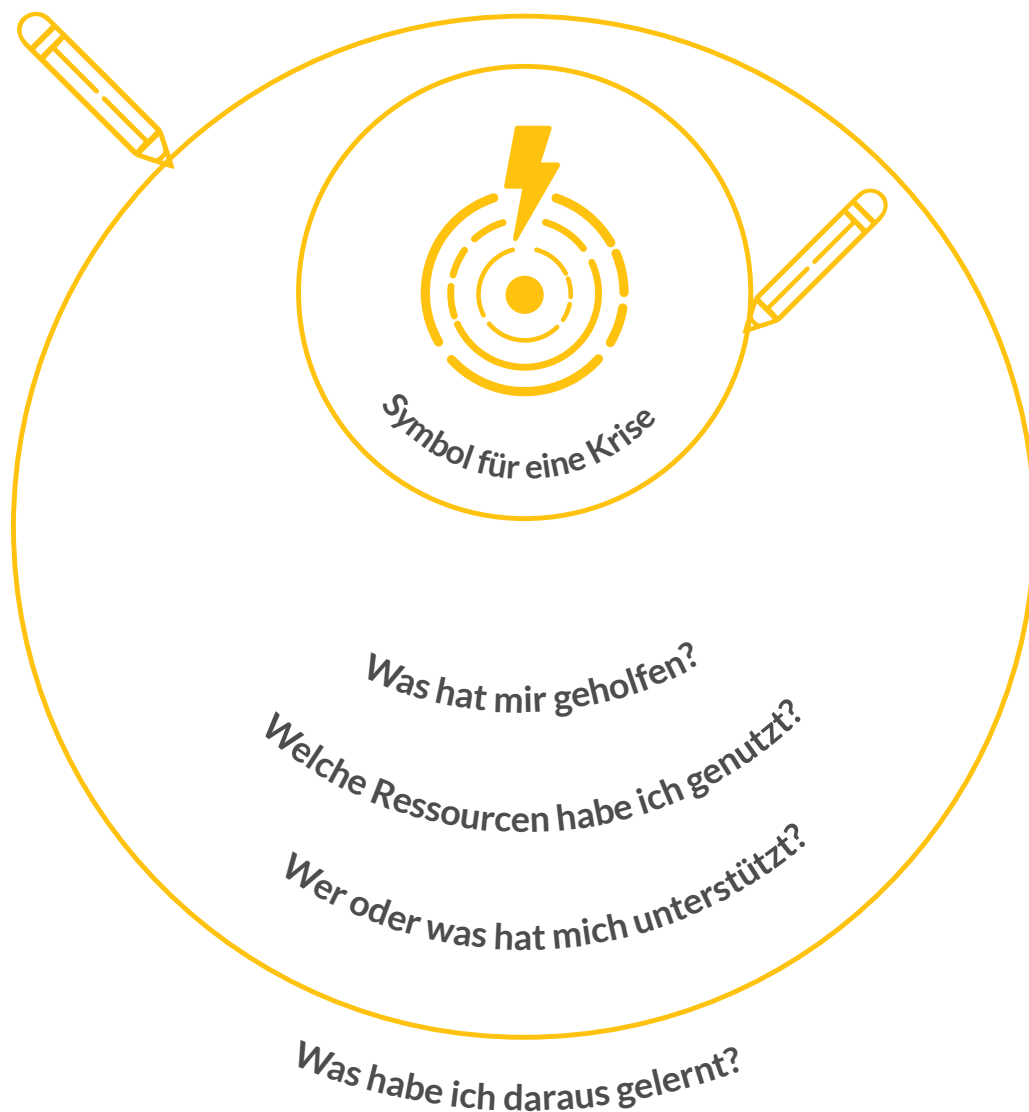 Symbol für eine Krise
Was hat mir geholfen?
Welche Ressourcen habe ich genutzt?
Wer oder was hat mich unterstützt?
Was habe ich daraus gelernt?